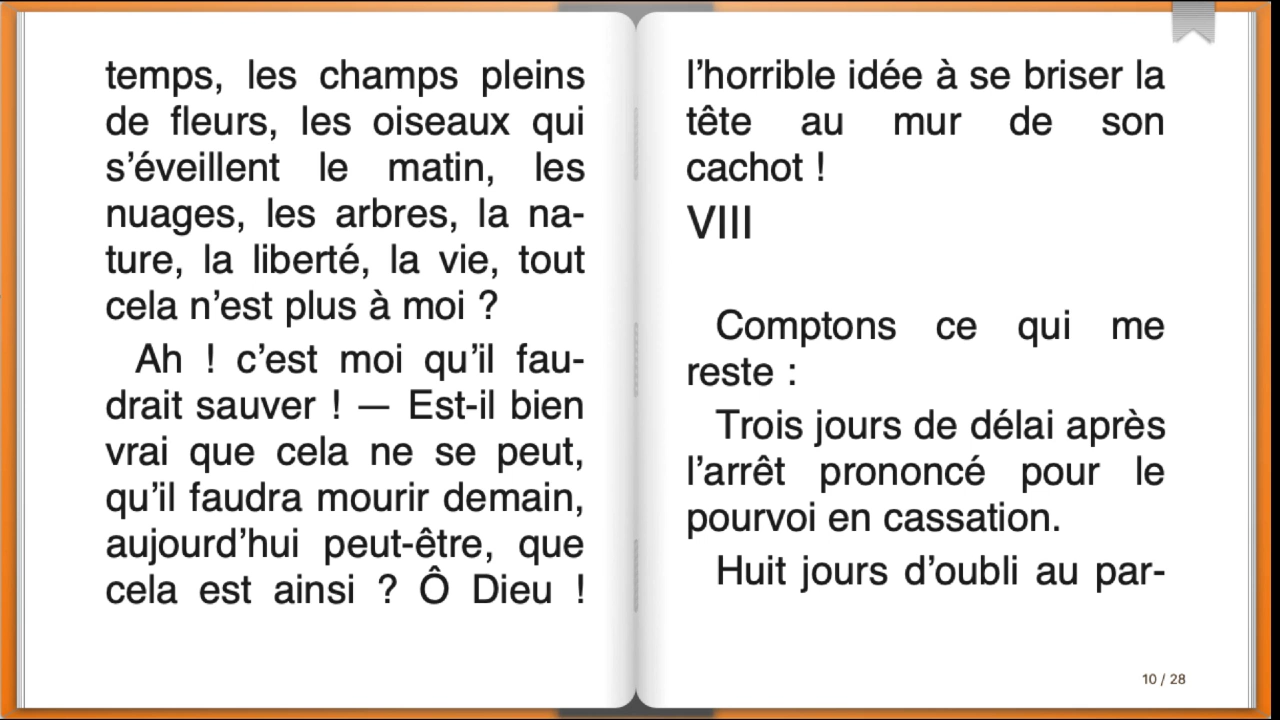 temps, les champs pleins
de fleurs, les oiseaux qui
s’éveillent le matin, les
nuages, les arbres, la na-
ture, la liberté, la vie, tout
cela n’est plus à moi ?
Ah ! c’est moi qu’il fau-
drait sauver ! — Est-il bien
vrai que cela ne se peut,
qu’il faudra mourir demain,
aujourd’hui peut-être, que
cela est ainsi ? Ô Dieu !
l’horrible idée à se briser la
tête au mur de son
cachot !
VIII
Comptons ce qui me
reste :
Trois jours de délai après
l’arrêt prononcé pour le
pourvoi en cassation.
Huit jours d’oubli au par-
10 / 28